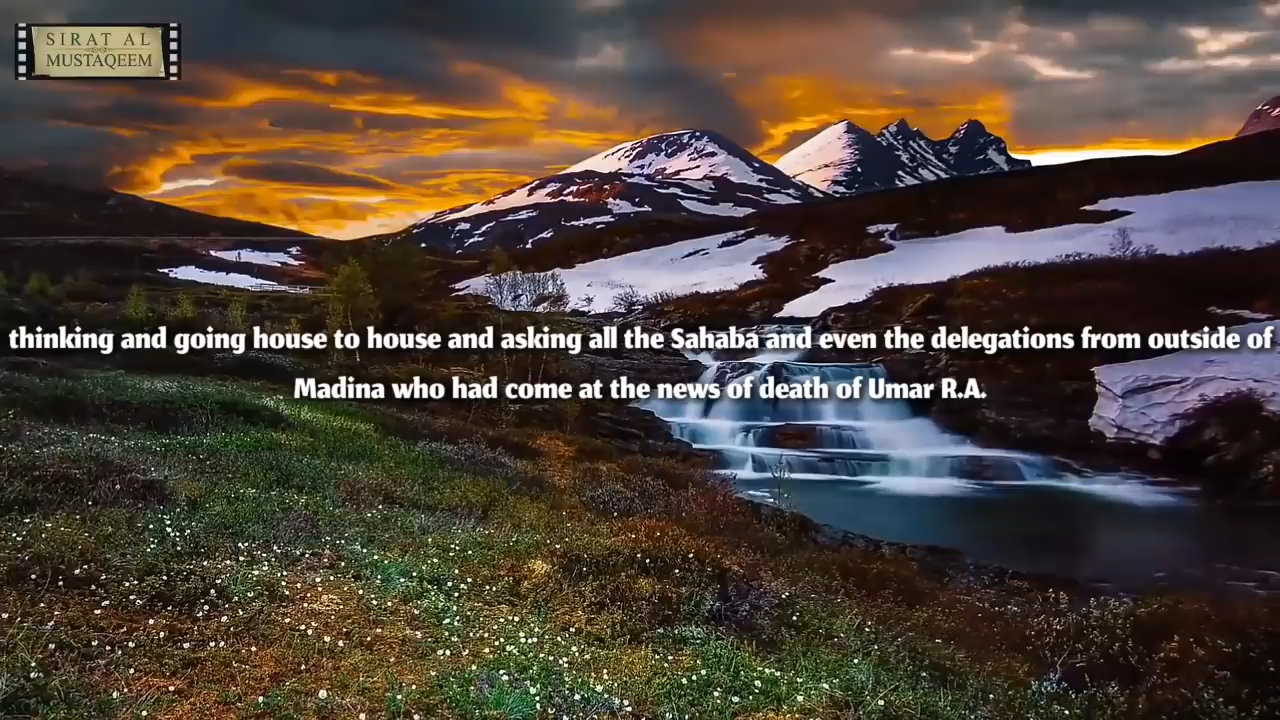 SIRAT AL
MUSTAQEEM
thinking and going house to house and asking all the Sahaba and even the delegations from outside of
Madina who had come at the news of death of Umar R.A.